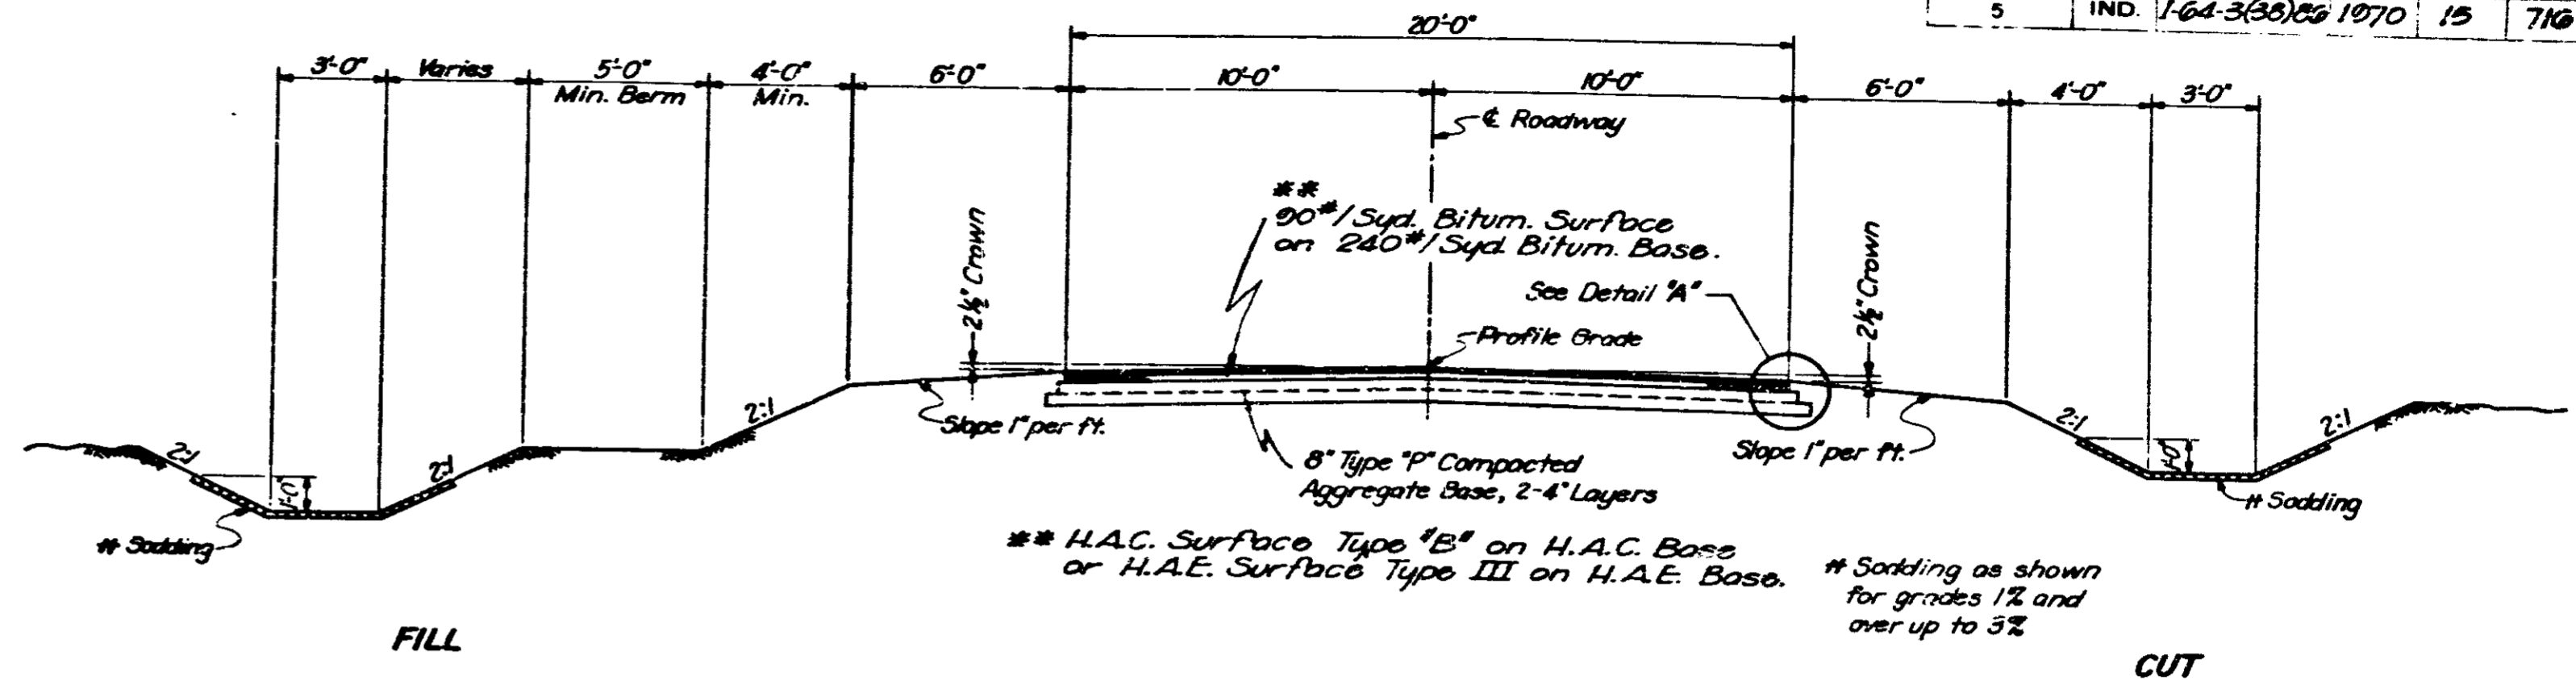 5 IND. I-64-3(38)86 1970 15 716
20'-0"
3'-0" Varies 5'-0" 4'-0" 6'-0" 10'-0" 10'-0" 6'-0" 4'-0" 3'-0"
Min. Berm Min.
℄ Roadway
**
90#/Syd. Bitum. Surface
on 240#/Syd. Bitum. Base.
2½" Crown
See Detail "A"
2½" Crown
Profile Grade
2:1
Slope 1" per ft.
2:1
2:1
1'-0"
# Sodding
8" Type "P" Compacted
Aggregate Base, 2-4" Layers
Slope 1" per ft.
2:1
2:1
1'-0"
# Sodding
** H.A.C. Surface Type "B" on H.A.C. Base
or H.A.E. Surface Type III on H.A.E. Base.
# Sodding as shown
for grades 1% and
over up to 3%
FILL
CUT